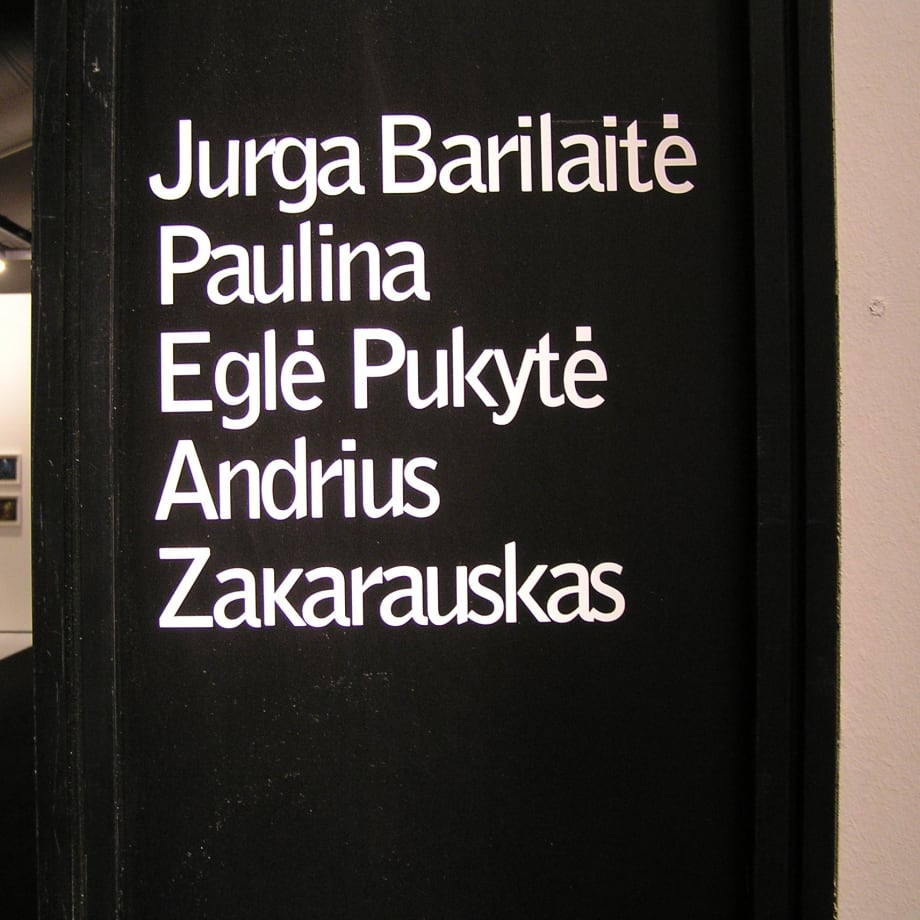 Jurga Barilaitė
Paulina
Eglė Pukytė
Andrius
Zakarauskas